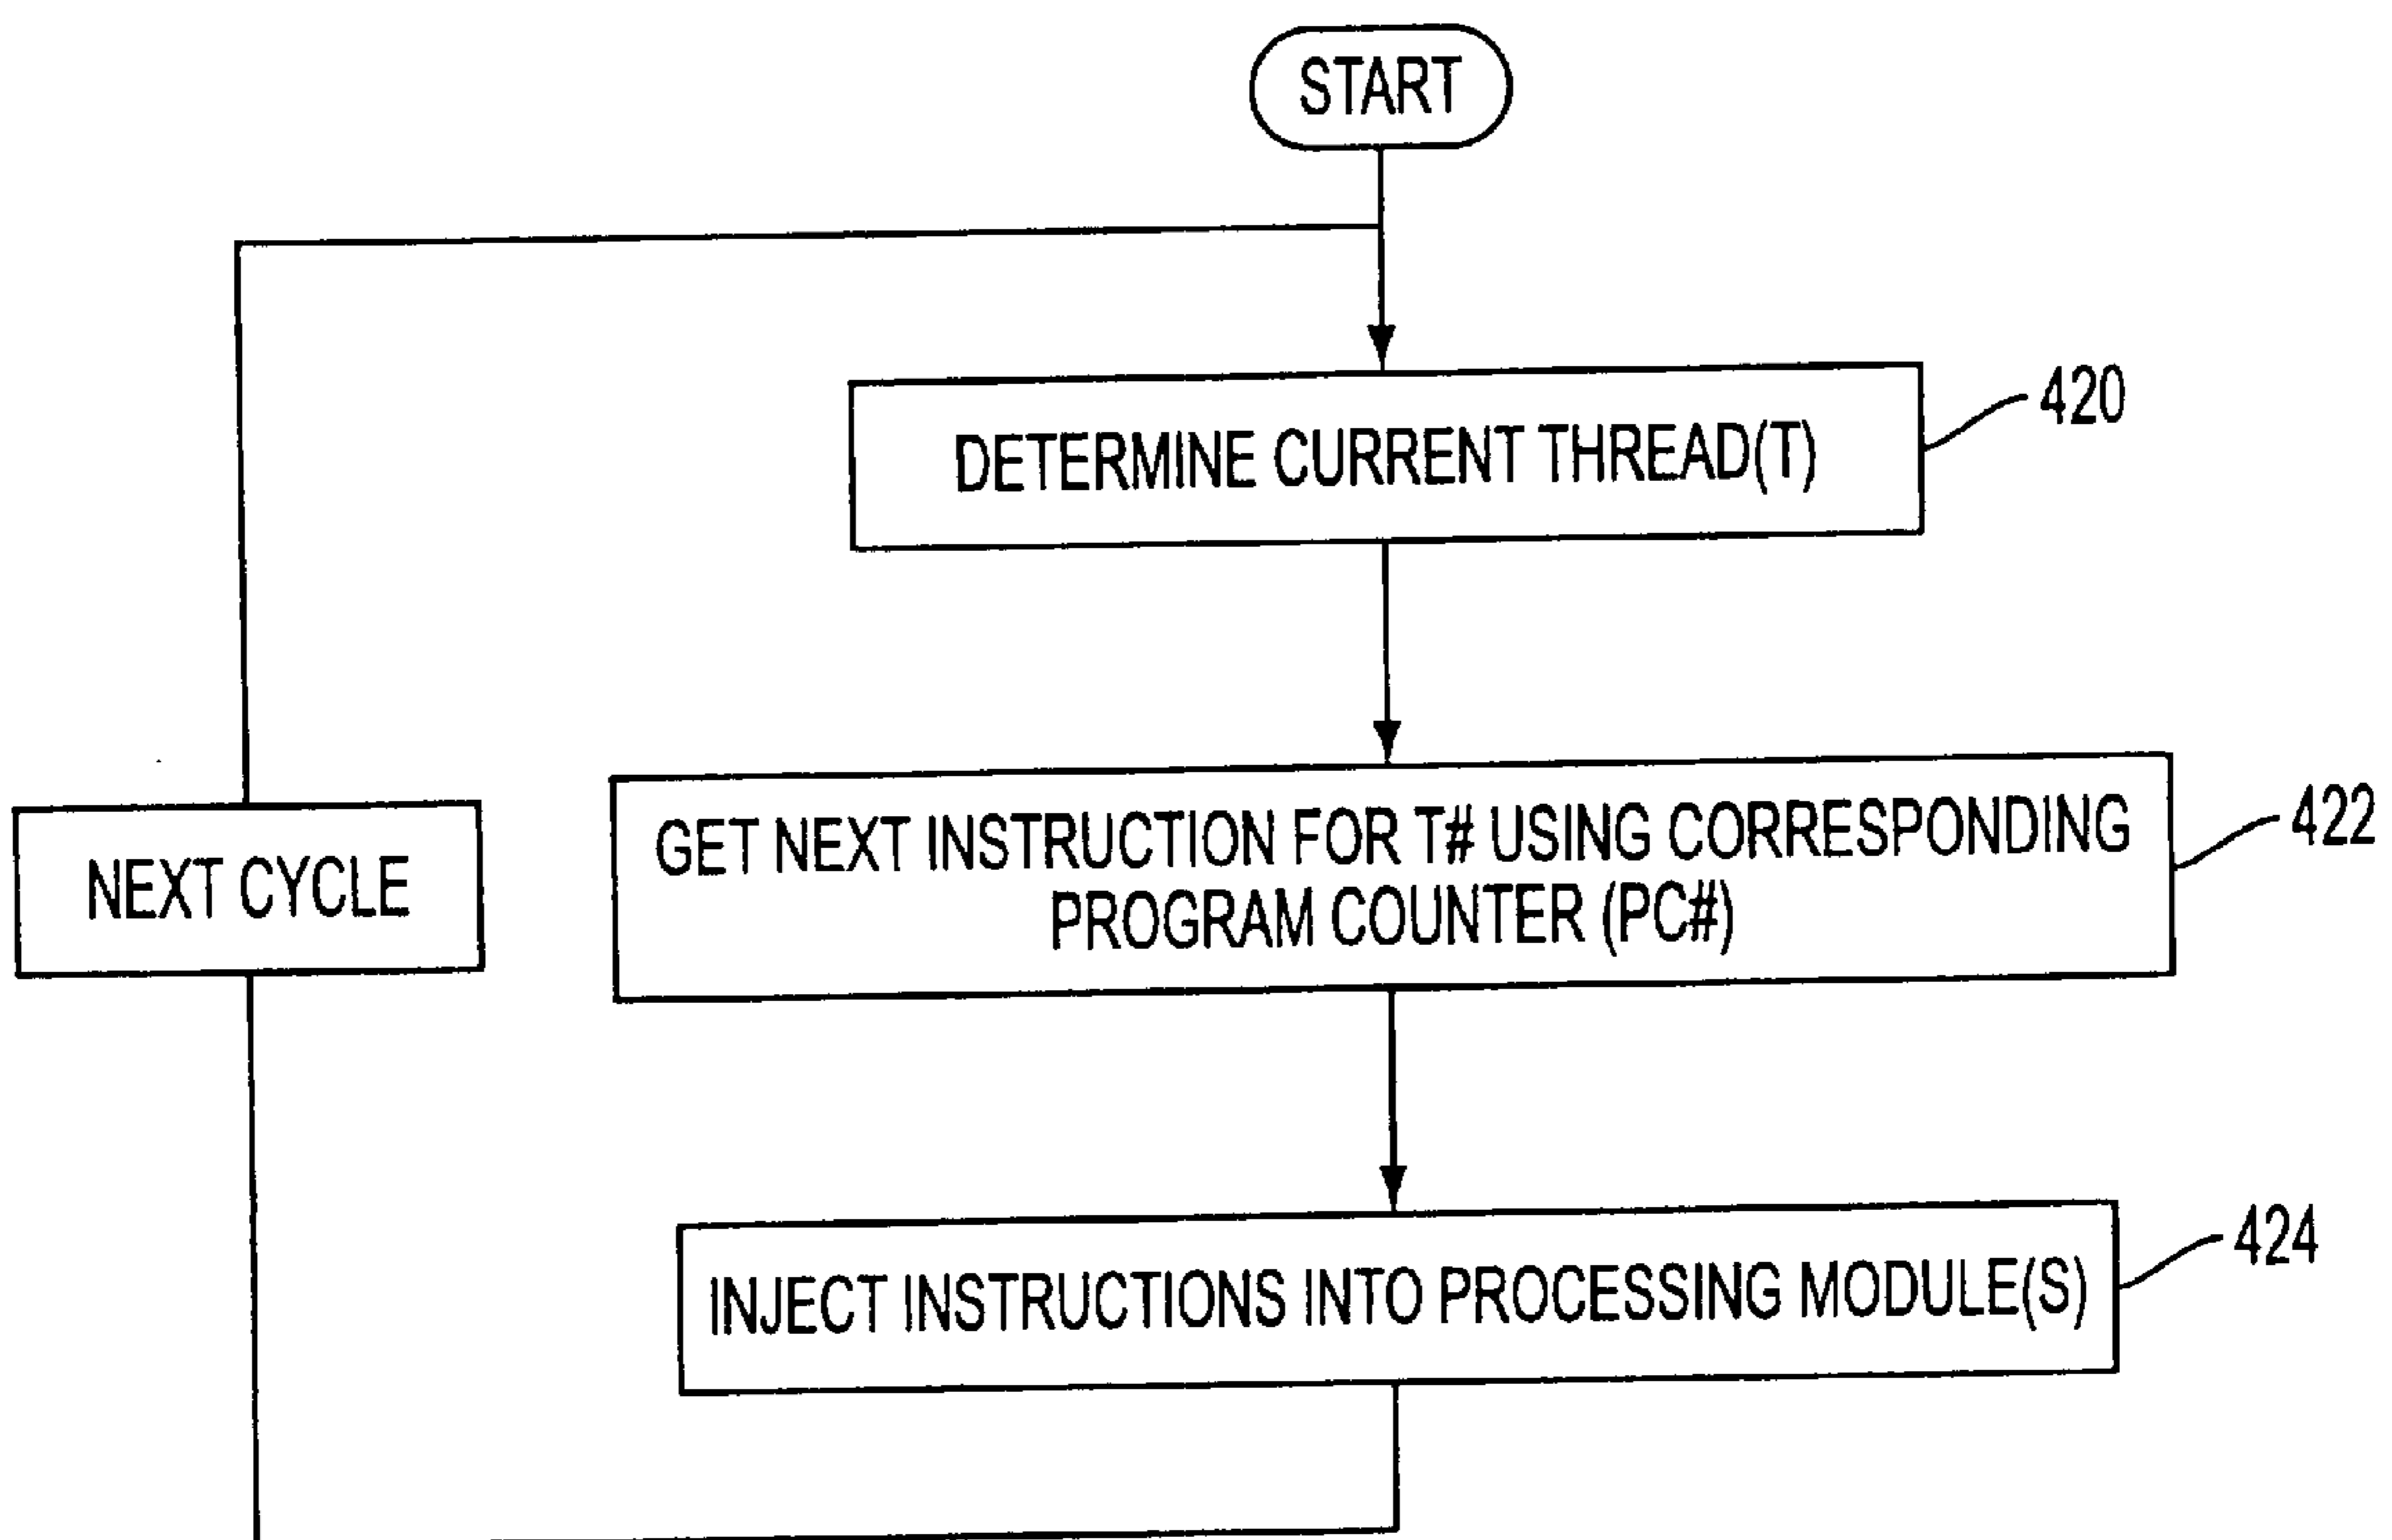 START
DETERMINE CURRENT THREAD(T)
420
GET NEXT INSTRUCTION FOR T# USING CORRESPONDING
PROGRAM COUNTER (PC#)
422
NEXT CYCLE
INJECT INSTRUCTIONS INTO PROCESSING MODULE(S)
424